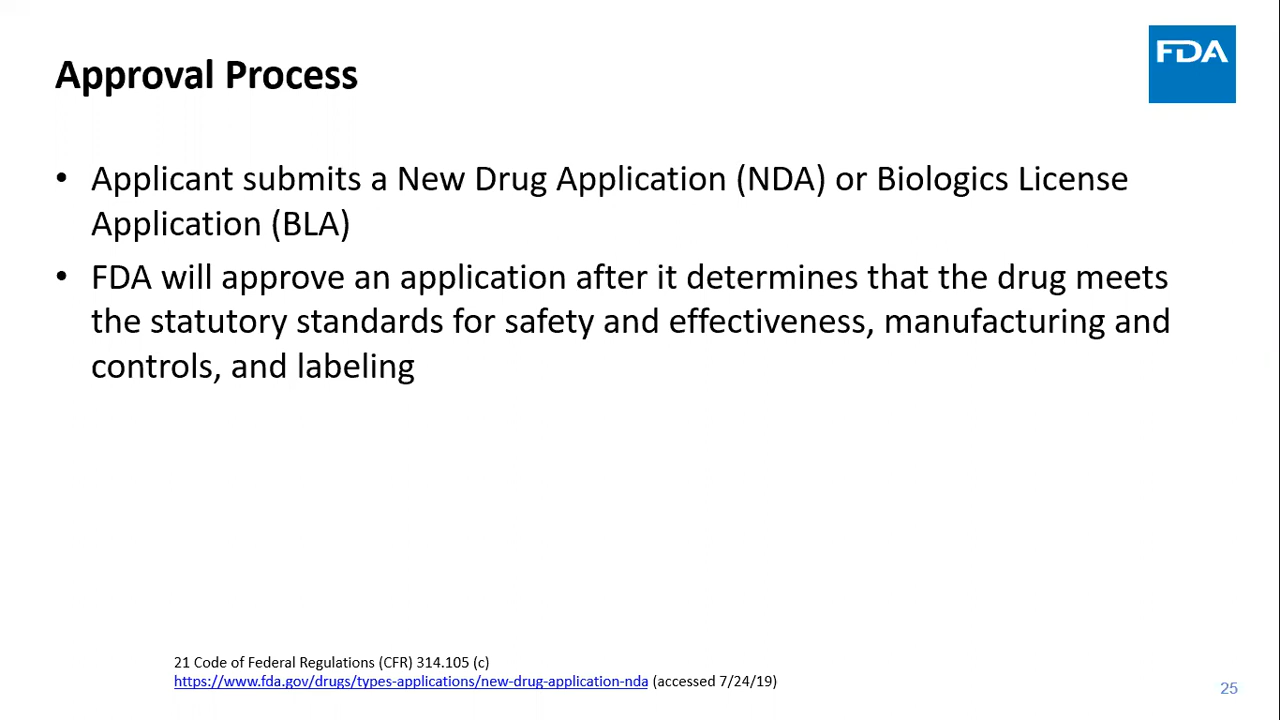 FDA
Approval Process
• Applicant submits a New Drug Application (NDA) or Biologics License
Application (BLA)
• FDA will approve an application after it determines that the drug meets
the statutory standards for safety and effectiveness, manufacturing and
controls, and labeling
21 Code of Federal Regulations (CFR) 314.105 (c)
https://www.fda.gov/drugs/types-applications/new-drug-application-nda (accessed 7/24/19)
25